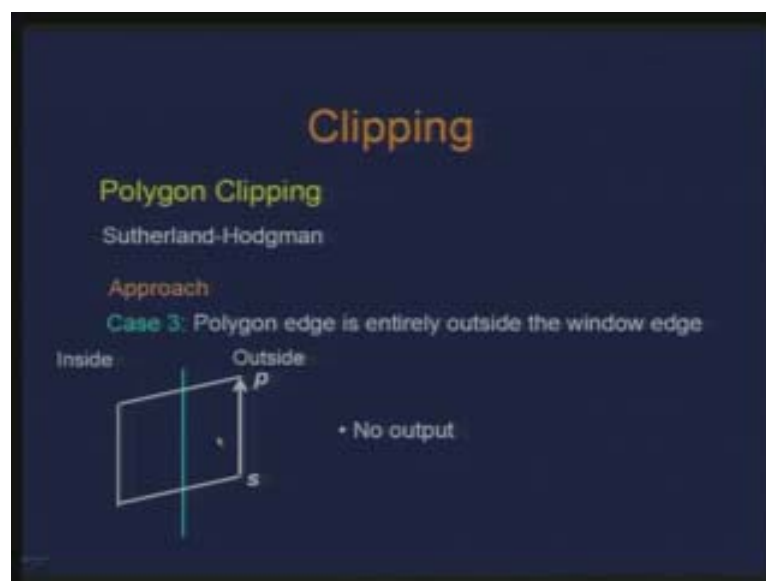 Clipping
Polygon Clipping
Sutherland-Hodgman
Approach
Case 3: Polygon edge is entirely outside the window edge
Inside
Outside
p
• No output
s